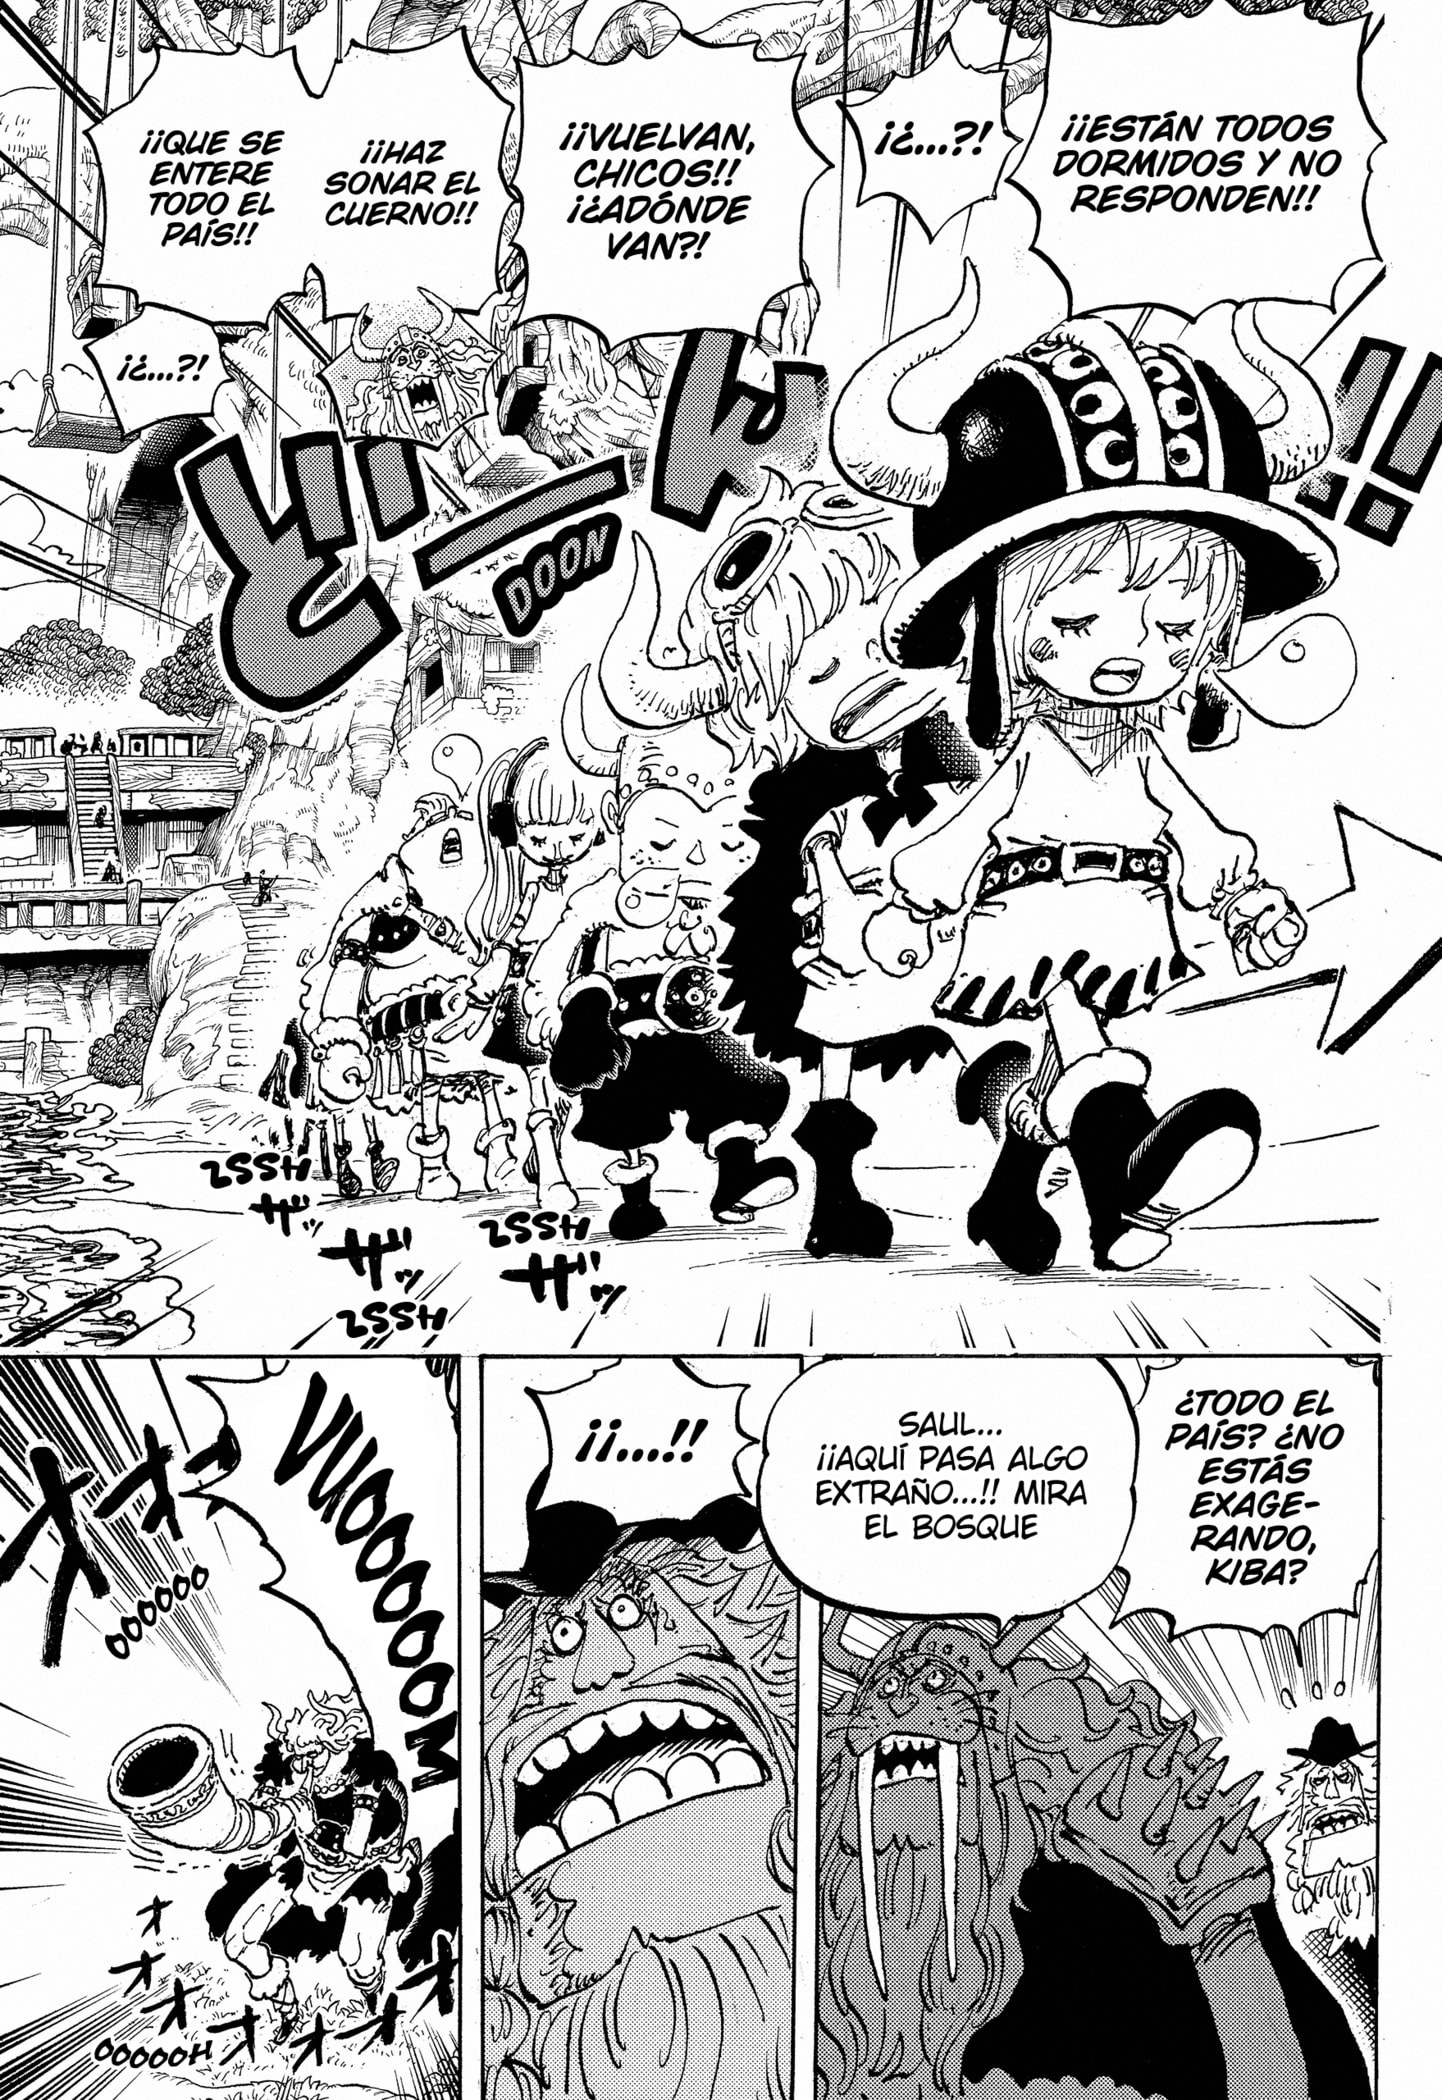 ¡¡ESTÁN TODOS
DORMIDOS Y NO
RESPONDEN!!
¡¿...?!
¡¡VUELVAN,
CHICOS!!
¡¿ADÓNDE
VAN?!
¡¡HAZ
SONAR EL
CUERNO!!
¡¡QUE SE
ENTERE
TODO EL
PAÍS!!
¡¿...?!
ドーン!!
DOON
ZSSH
ザッ
ザッ
ZSSH
ZSSH
ザッ
¿TODO EL
PAÍS? ¿NO
ESTÁS
EXAGE-
RANDO,
KIBA?
SAUL...
¡¡AQUÍ PASA ALGO
EXTRAÑO...!! MIRA
EL BOSQUE
¡¡...!!
VUOOOOOOM
オオ
OOOOOO
オオオオオオオ
OOOOOH